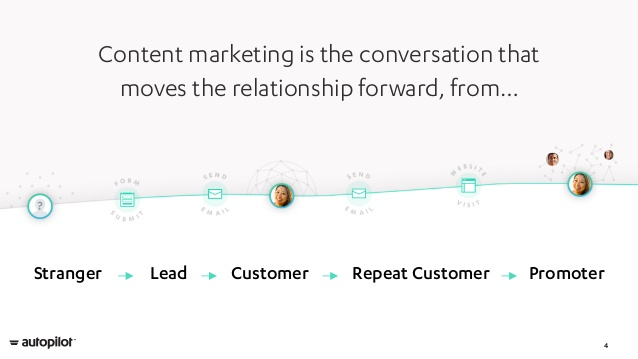 Content marketing is the conversation that
moves the relationship forward, from...
?
FORM
SUBMIT
SEND
EMAIL
SEND
EMAIL
WEBSITE
VISIT
Stranger
Lead
Customer
Repeat Customer
Promoter
autopilot
4